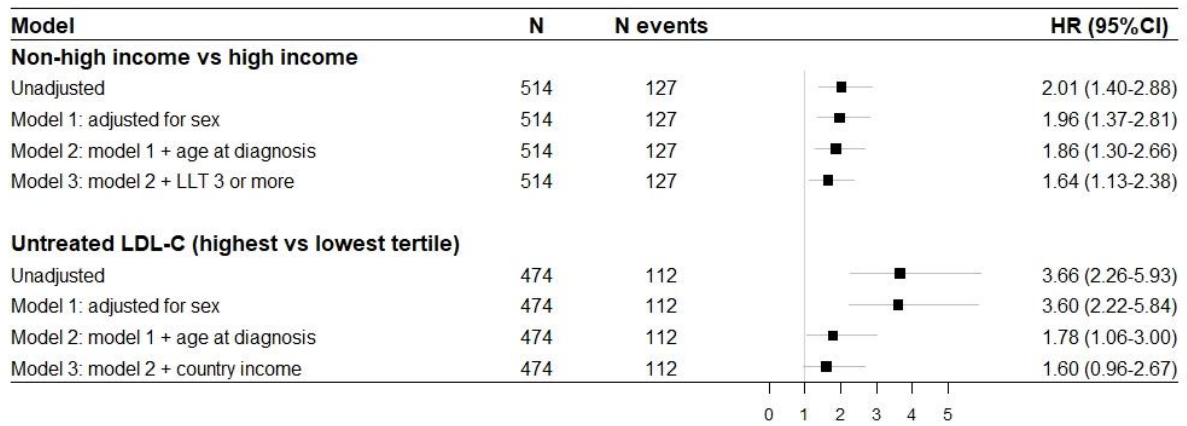 Model N N events HR (95%CI)
Non-high income vs high income
Unadjusted 514 127 2.01 (1.40-2.88)
Model 1: adjusted for sex 514 127 1.96 (1.37-2.81)
Model 2: model 1 + age at diagnosis 514 127 1.86 (1.30-2.66)
Model 3: model 2 + LLT 3 or more 514 127 1.64 (1.13-2.38)
Untreated LDL-C (highest vs lowest tertile)
Unadjusted 474 112 3.66 (2.26-5.93)
Model 1: adjusted for sex 474 112 3.60 (2.22-5.84)
Model 2: model 1 + age at diagnosis 474 112 1.78 (1.06-3.00)
Model 3: model 2 + country income 474 112 1.60 (0.96-2.67)
0 1 2 3 4 5